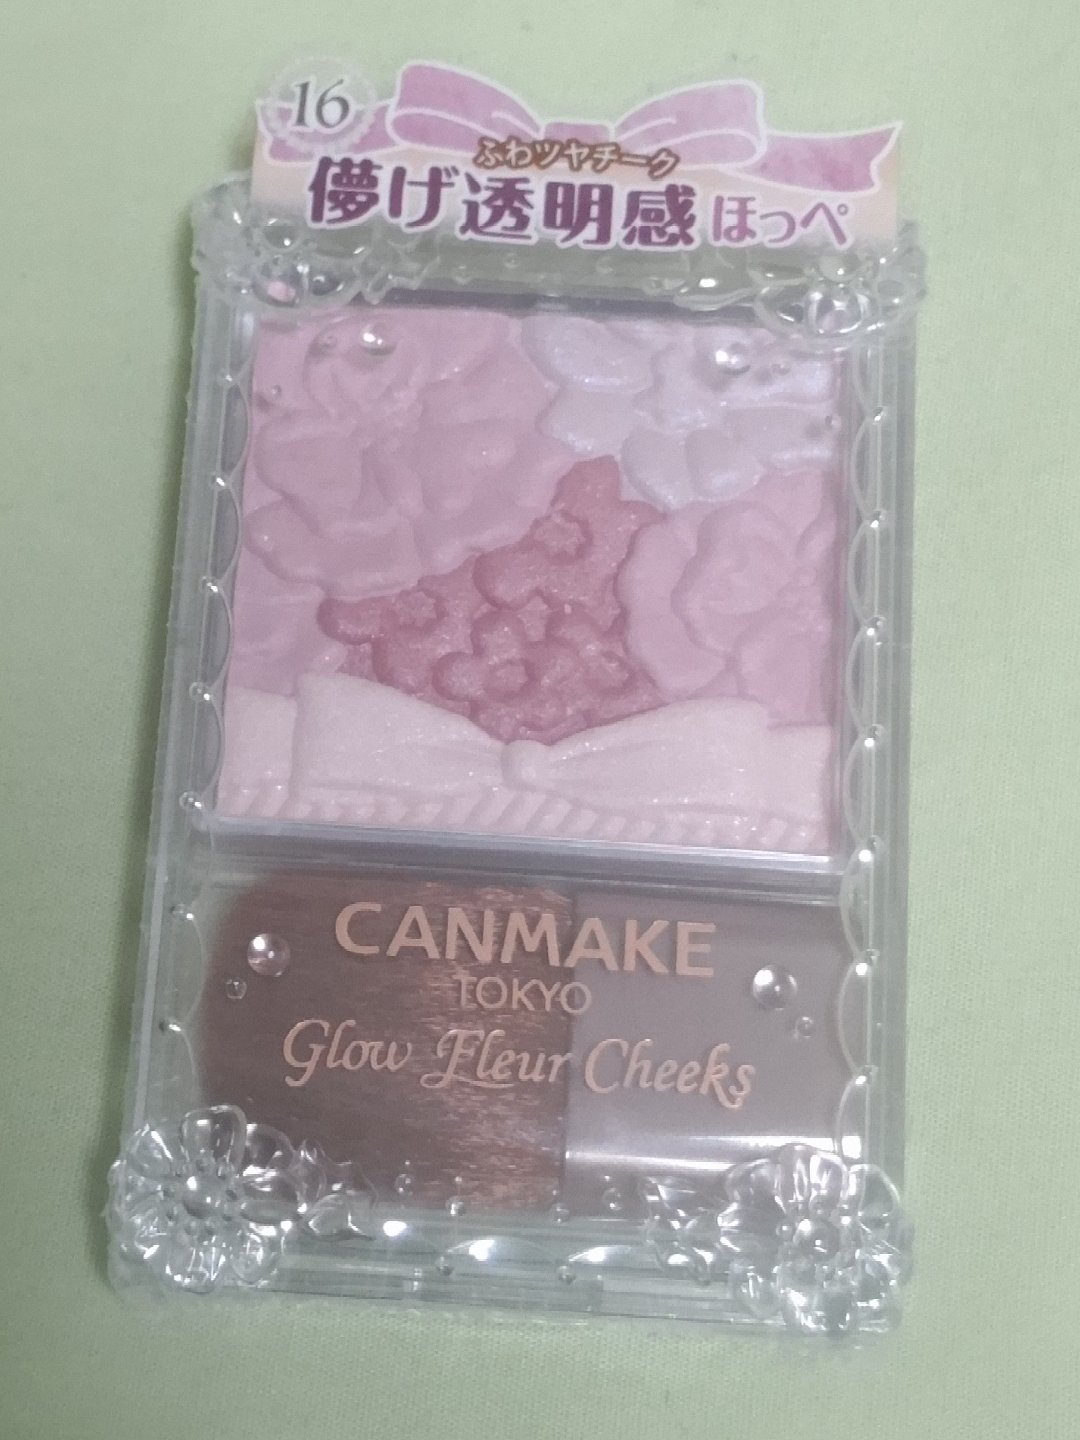 16
ふわツヤチーク
儚げ透明感ほっぺ
CANMAKE
TOKYO
Glow Fleur Cheeks